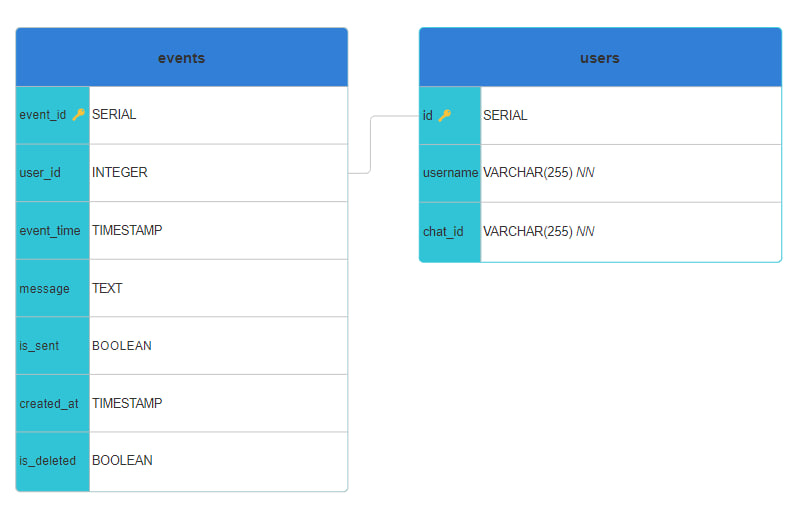 events
event_id SERIAL
user_id INTEGER
event_time TIMESTAMP
message TEXT
is_sent BOOLEAN
created_at TIMESTAMP
is_deleted BOOLEAN
users
id SERIAL
username VARCHAR(255) NN
chat_id VARCHAR(255) NN